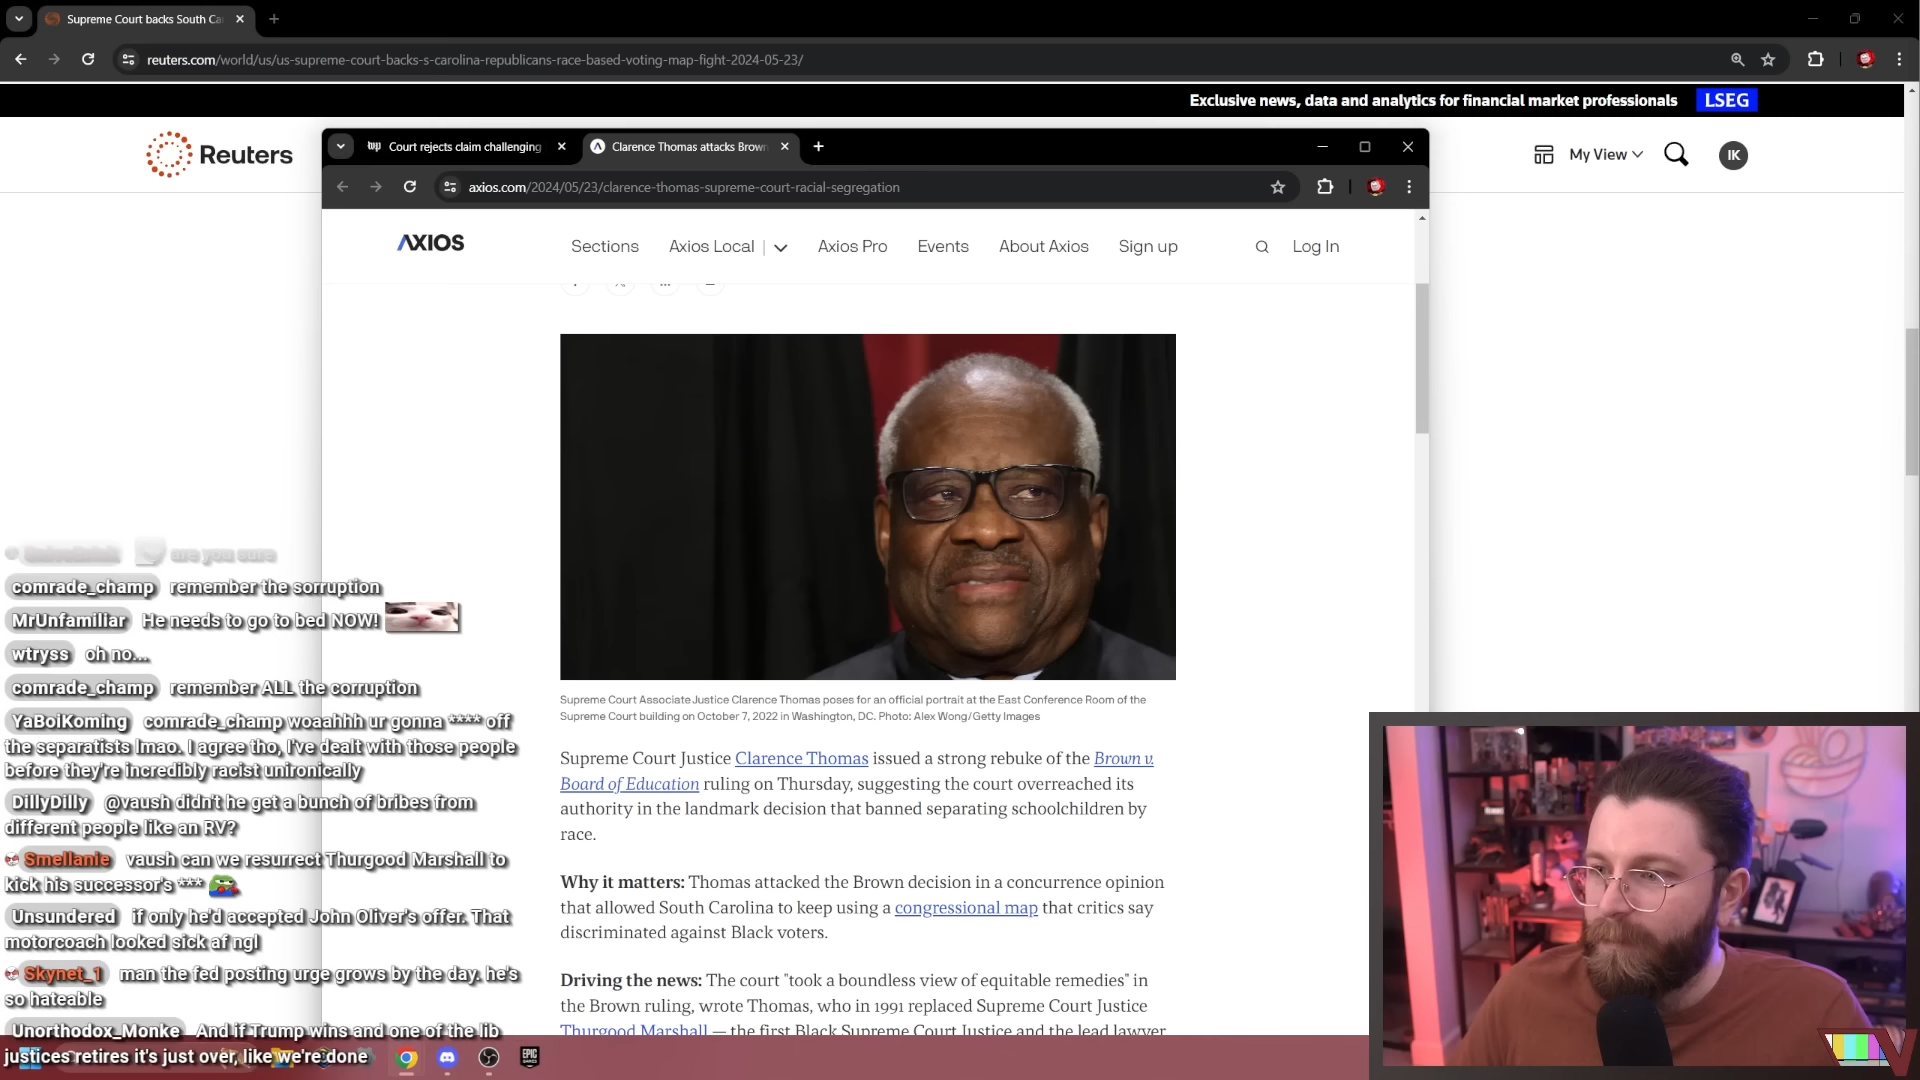 Supreme Court backs South Ca
reuters.com/world/us/us-supreme-court-backs-s-carolina-republicans-race-based-voting-map-fight-2024-05-23/
Exclusive news, data and analytics for financial market professionals LSEG
Reuters
My View
IK
Court rejects claim challenging
Clarence Thomas attacks Brown
axios.com/2024/05/23/clarence-thomas-supreme-court-racial-segregation
AXIOS
Sections Axios Local Axios Pro Events About Axios Sign up Log In
Supreme Court Associate Justice Clarence Thomas poses for an official portrait at the East Conference Room of the
Supreme Court building on October 7, 2022 in Washington, DC. Photo: Alex Wong/Getty Images
Supreme Court Justice Clarence Thomas issued a strong rebuke of the Brown v.
Board of Education ruling on Thursday, suggesting the court overreached its
authority in the landmark decision that banned separating schoolchildren by
race.
Why it matters: Thomas attacked the Brown decision in a concurrence opinion
that allowed South Carolina to keep using a congressional map that critics say
discriminated against Black voters.
Driving the news: The court "took a boundless view of equitable remedies" in
the Brown ruling, wrote Thomas, who in 1991 replaced Supreme Court Justice
Thurgood Marshall — the first Black Supreme Court Justice and the lead lawyer
are you sure
comrade_champ remember the sorruption
MrUnfamiliar He needs to go to bed NOW!
wtryss oh no...
comrade_champ remember ALL the corruption
YaBoiKoming comrade_champ woaahhh ur gonna **** off
the separatists lmao. I agree tho, I've dealt with those people
before they're incredibly racist unironically
DillyDilly @vaush didn't he get a bunch of bribes from
different people like an RV?
Smellanie vaush can we resurrect Thurgood Marshall to
kick his successor's ***
Unsundered if only he'd accepted John Oliver's offer. That
motorcoach looked sick af ngl
Skynet_1 man the fed posting urge grows by the day. he's
so hateable
Unorthodox_Monke And if Trump wins and one of the lib
justices retires it's just over, like we're done
EPIC
GAMES